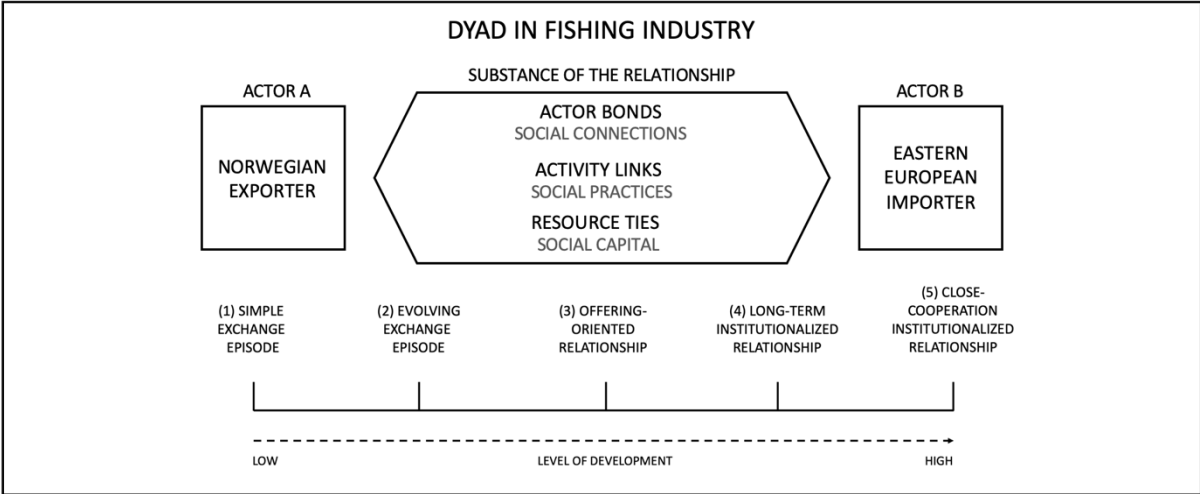 DYAD IN FISHING INDUSTRY
SUBSTANCE OF THE RELATIONSHIP
ACTOR A
NORWEGIAN
EXPORTER
ACTOR BONDS
SOCIAL CONNECTIONS
ACTIVITY LINKS
SOCIAL PRACTICES
RESOURCE TIES
SOCIAL CAPITAL
ACTOR B
EASTERN
EUROPEAN
IMPORTER
(1) SIMPLE
EXCHANGE
EPISODE
(2) EVOLVING
EXCHANGE
EPISODE
(3) OFFERING-
ORIENTED
RELATIONSHIP
(4) LONG-TERM
INSTITUTIONALIZED
RELATIONSHIP
(5) CLOSE-
COOPERATION
INSTITUTIONALIZED
RELATIONSHIP
LOW
LEVEL OF DEVELOPMENT
HIGH